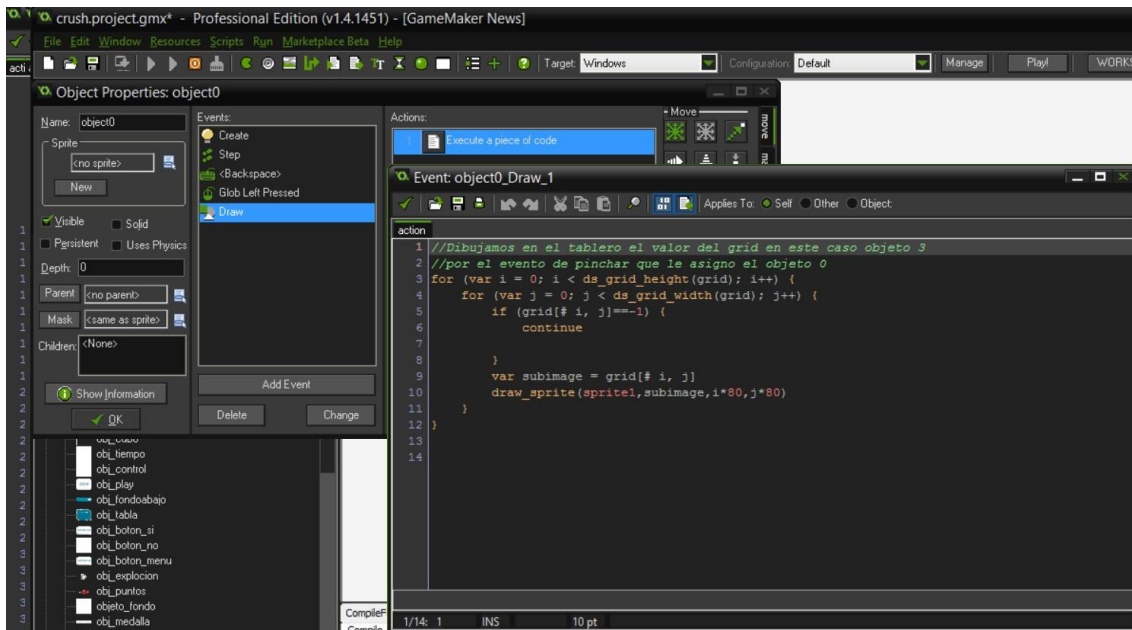 crush.project.gmx* - Professional Edition (v1.4.1451) - [GameMaker News]
File Edit Window Resources Scripts Run Marketplace Beta Help
Target: Windows Configuration: Default Manage Play! WORKS
acti
Object Properties: object0
Name: object0
Sprite
<no sprite>
New
Visible Solid
Persistent Uses Physics
Depth: 0
Parent <no parent>
Mask <same as sprite>
Children: <None>
Show Information
OK
Events:
Create
Step
<Backspace>
Glob Left Pressed
Draw
Add Event
Delete Change
Actions:
1 Execute a piece of code
Move
move
Event: object0_Draw_1
Applies To: Self Other Object:
action
1 //Dibujamos en el tablero el valor del grid en este caso objeto 3
2 //por el evento de pinchar que le asigno el objeto 0
3 for (var i = 0; i < ds_grid_height(grid); i++) {
4 for (var j = 0; j < ds_grid_width(grid); j++) {
5 if (grid[# i, j]==-1) {
6 continue
7
8 }
9 var subimage = grid[# i, j]
10 draw_sprite(sprite1,subimage,i*80,j*80)
11 }
12 }
13
14
1/14: 1 INS 10 pt
obj_cubo
obj_tiempo
obj_control
obj_play
obj_fondoabajo
obj_tabla
obj_boton_si
obj_boton_no
obj_boton_menu
obj_explocion
obj_puntos
objeto_fondo
obj_medalla
CompileF
Compile